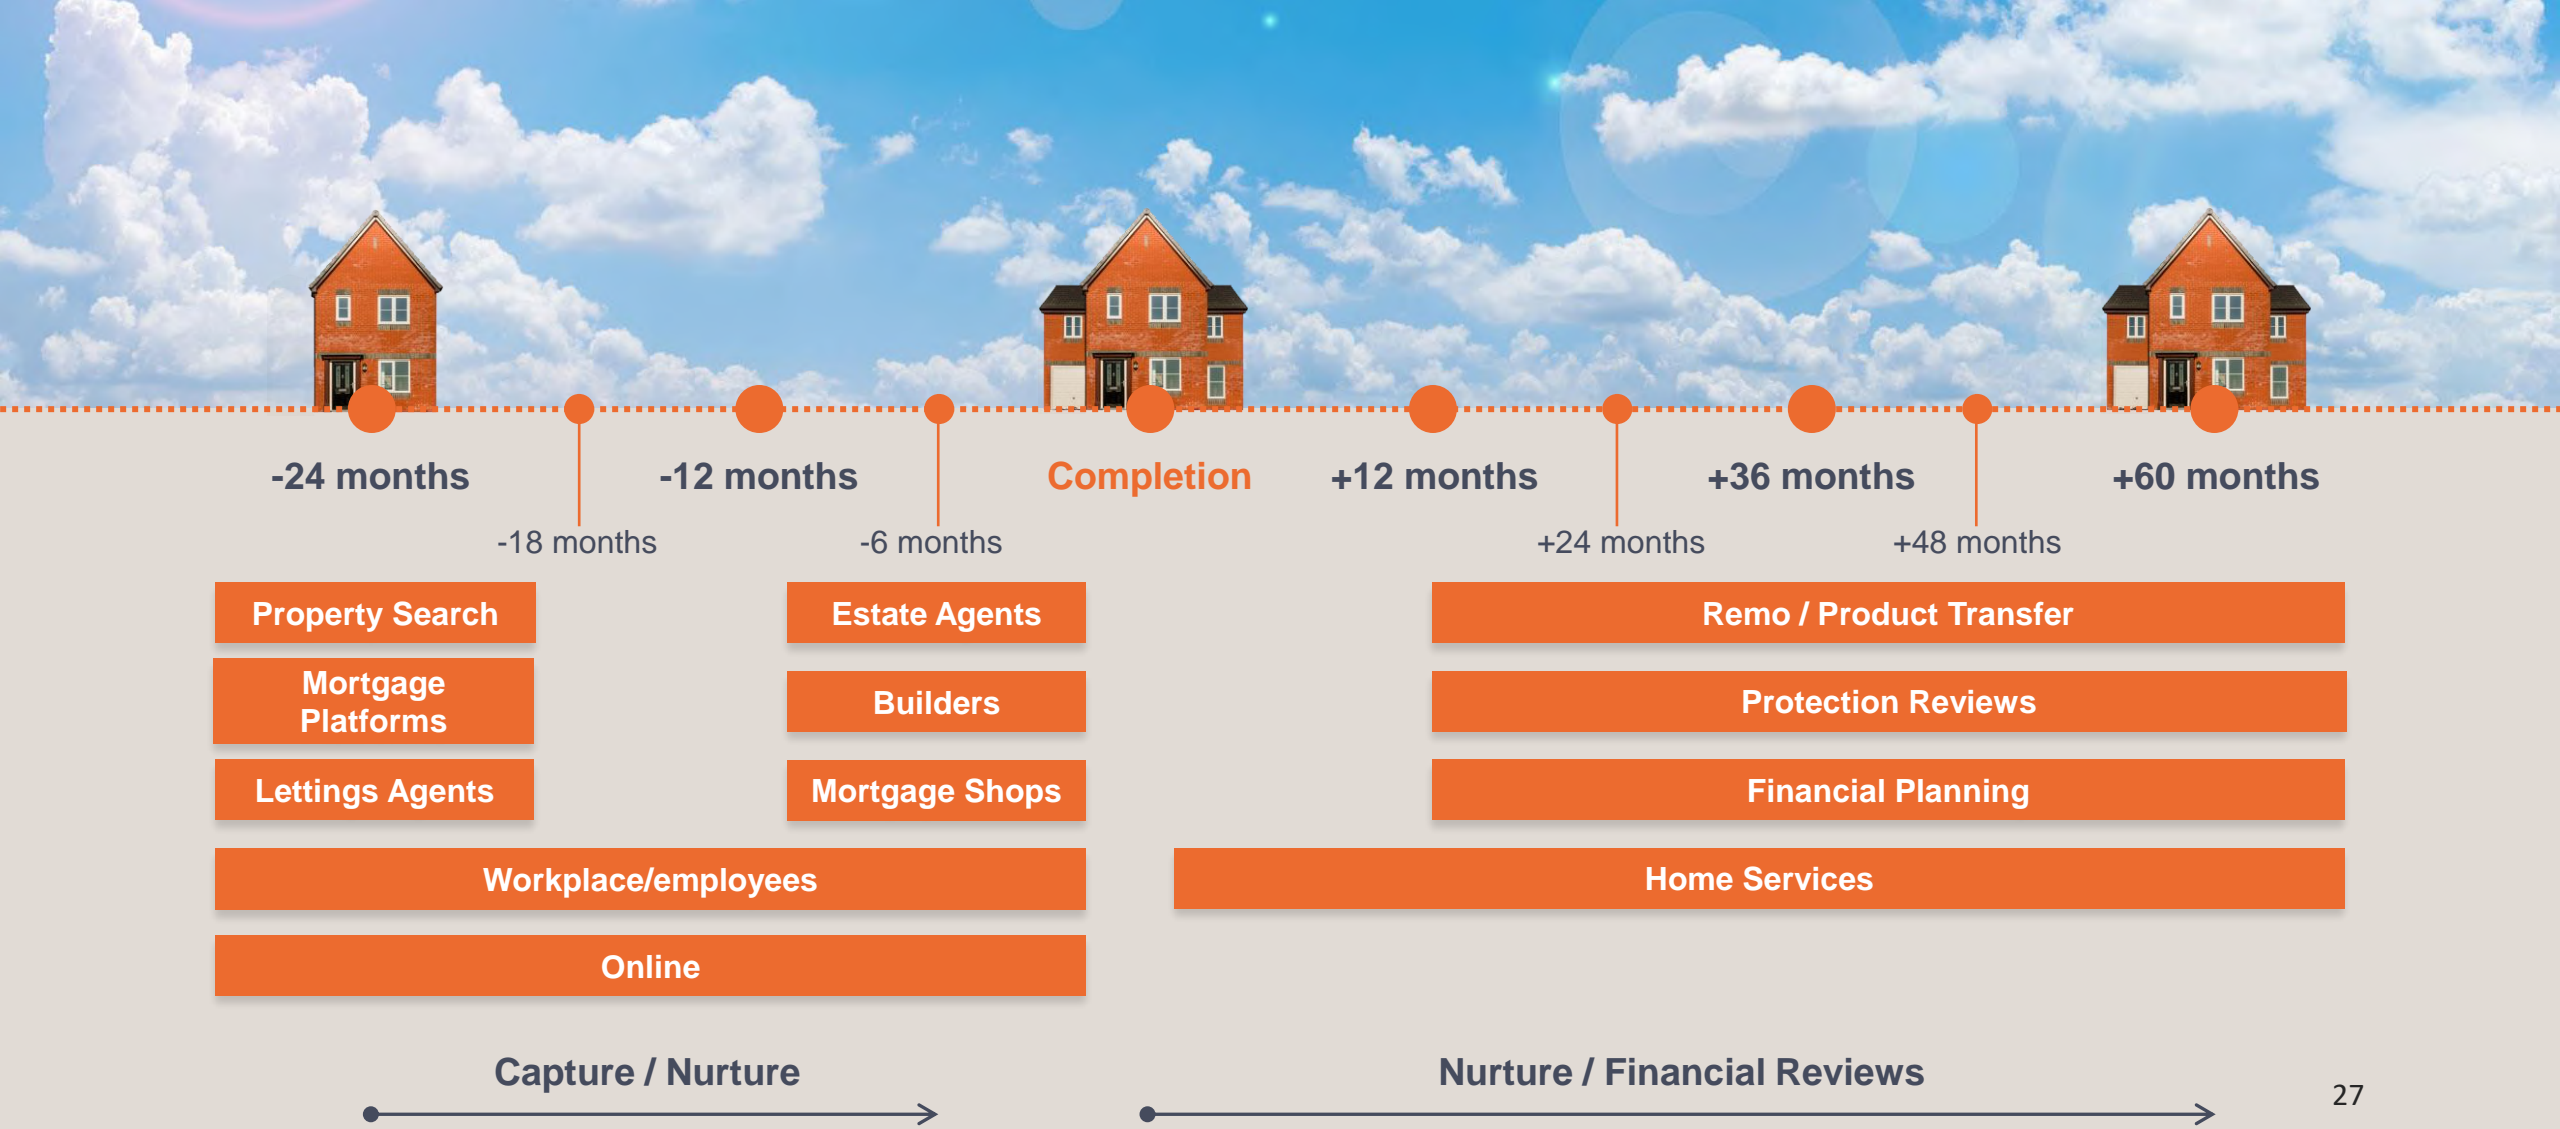 -24 months
-12 months
Completion
+12 months
+36 months
+60 months
-18 months
-6 months
+24 months
+48 months
Property Search
Mortgage
Platforms
Lettings Agents
Estate Agents
Builders
Mortgage Shops
Workplace/employees
Online
Remo / Product Transfer
Protection Reviews
Financial Planning
Home Services
Capture / Nurture
Nurture / Financial Reviews
27